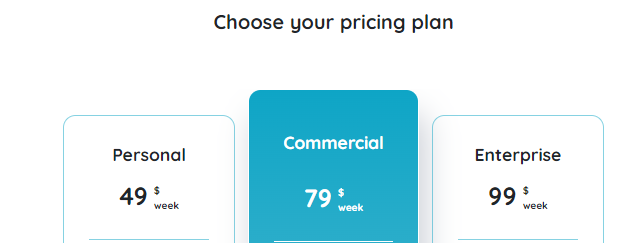 Choose your pricing plan
Personal
49 $
week
Commercial
79 $
week
Enterprise
99 $
week